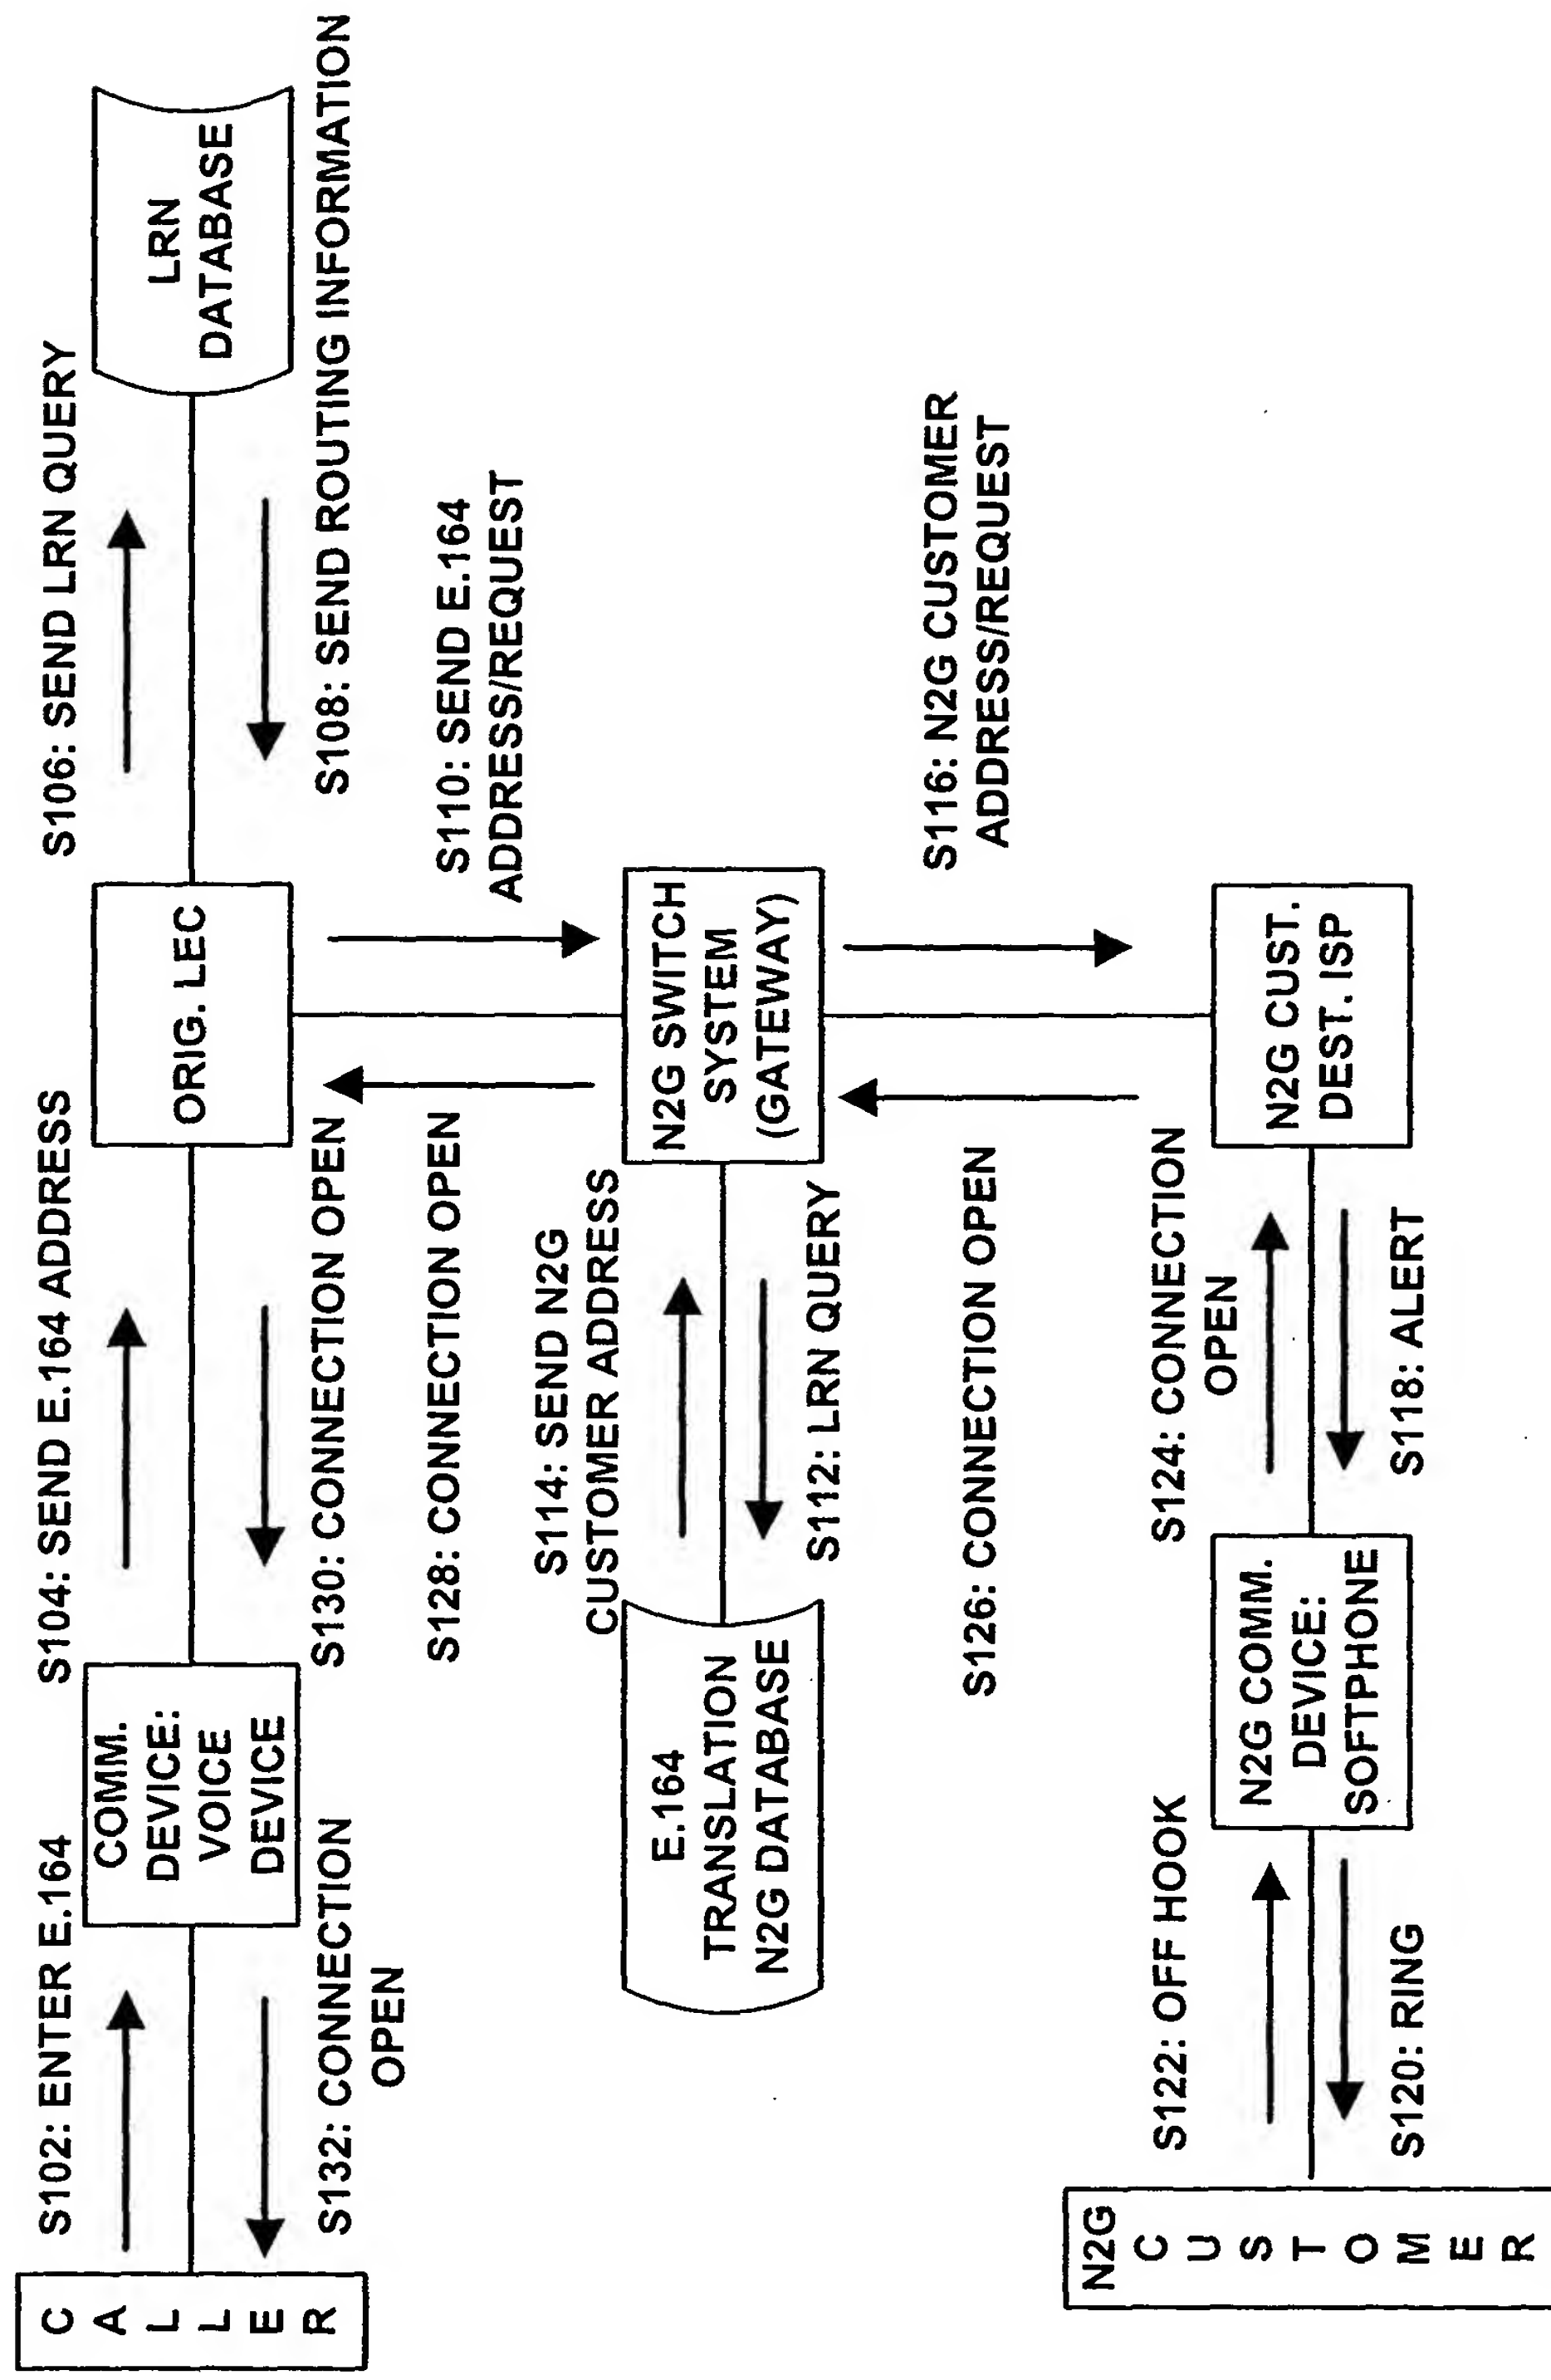 S102: ENTER E.164
S104: SEND E.164 ADDRESS
S106: SEND LRN QUERY
C
A
L
L
E
R
COMM.
DEVICE:
VOICE
DEVICE
ORIG. LEC
LRN
DATABASE
S132: CONNECTION
OPEN
S130: CONNECTION OPEN
S108: SEND ROUTING INFORMATION
S128: CONNECTION OPEN
S110: SEND E.164
ADDRESS/REQUEST
S114: SEND N2G
CUSTOMER ADDRESS
E.164
TRANSLATION
N2G DATABASE
N2G SWITCH
SYSTEM
(GATEWAY)
S112: LRN QUERY
S126: CONNECTION OPEN
S116: N2G CUSTOMER
ADDRESS/REQUEST
S122: OFF HOOK
S124: CONNECTION
OPEN
N2G
C
U
S
T
O
M
E
R
N2G COMM.
DEVICE:
SOFTPHONE
N2G CUST.
DEST. ISP
S120: RING
S118: ALERT